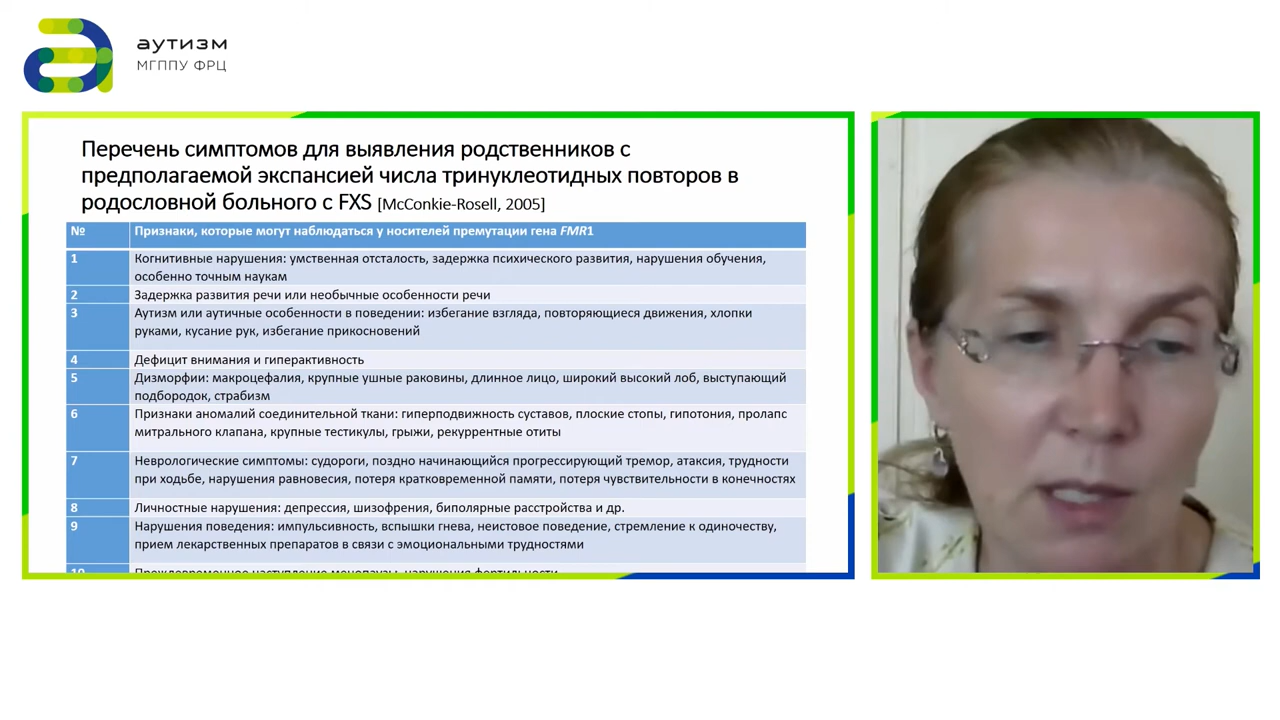 аутизм
МГППУ ФРЦ
Перечень симптомов для выявления родственников с
предполагаемой экспансией числа тринуклеотидных повторов в
родословной больного с FXS [McConkie-Rosell, 2005]
№ Признаки, которые могут наблюдаться у носителей премутации гена FMR1
1 Когнитивные нарушения: умственная отсталость, задержка психического развития, нарушения обучения,
особенно точным наукам
2 Задержка развития речи или необычные особенности речи
3 Аутизм или аутичные особенности в поведении: избегание взгляда, повторяющиеся движения, хлопки
руками, кусание рук, избегание прикосновений
4 Дефицит внимания и гиперактивность
5 Дизморфии: макроцефалия, крупные ушные раковины, длинное лицо, широкий высокий лоб, выступающий
подбородок, страбизм
6 Признаки аномалий соединительной ткани: гиперподвижность суставов, плоские стопы, гипотония, пролапс
митрального клапана, крупные тестикулы, грыжи, рекуррентные отиты
7 Неврологические симптомы: судороги, поздно начинающийся прогрессирующий тремор, атаксия, трудности
при ходьбе, нарушения равновесия, потеря кратковременной памяти, потеря чувствительности в конечностях
8 Личностные нарушения: депрессия, шизофрения, биполярные расстройства и др.
9 Нарушения поведения: импульсивность, вспышки гнева, неистовое поведение, стремление к одиночеству,
прием лекарственных препаратов в связи с эмоциональными трудностями
10 Преждевременное наступление менопаузы, нарушения фертильности